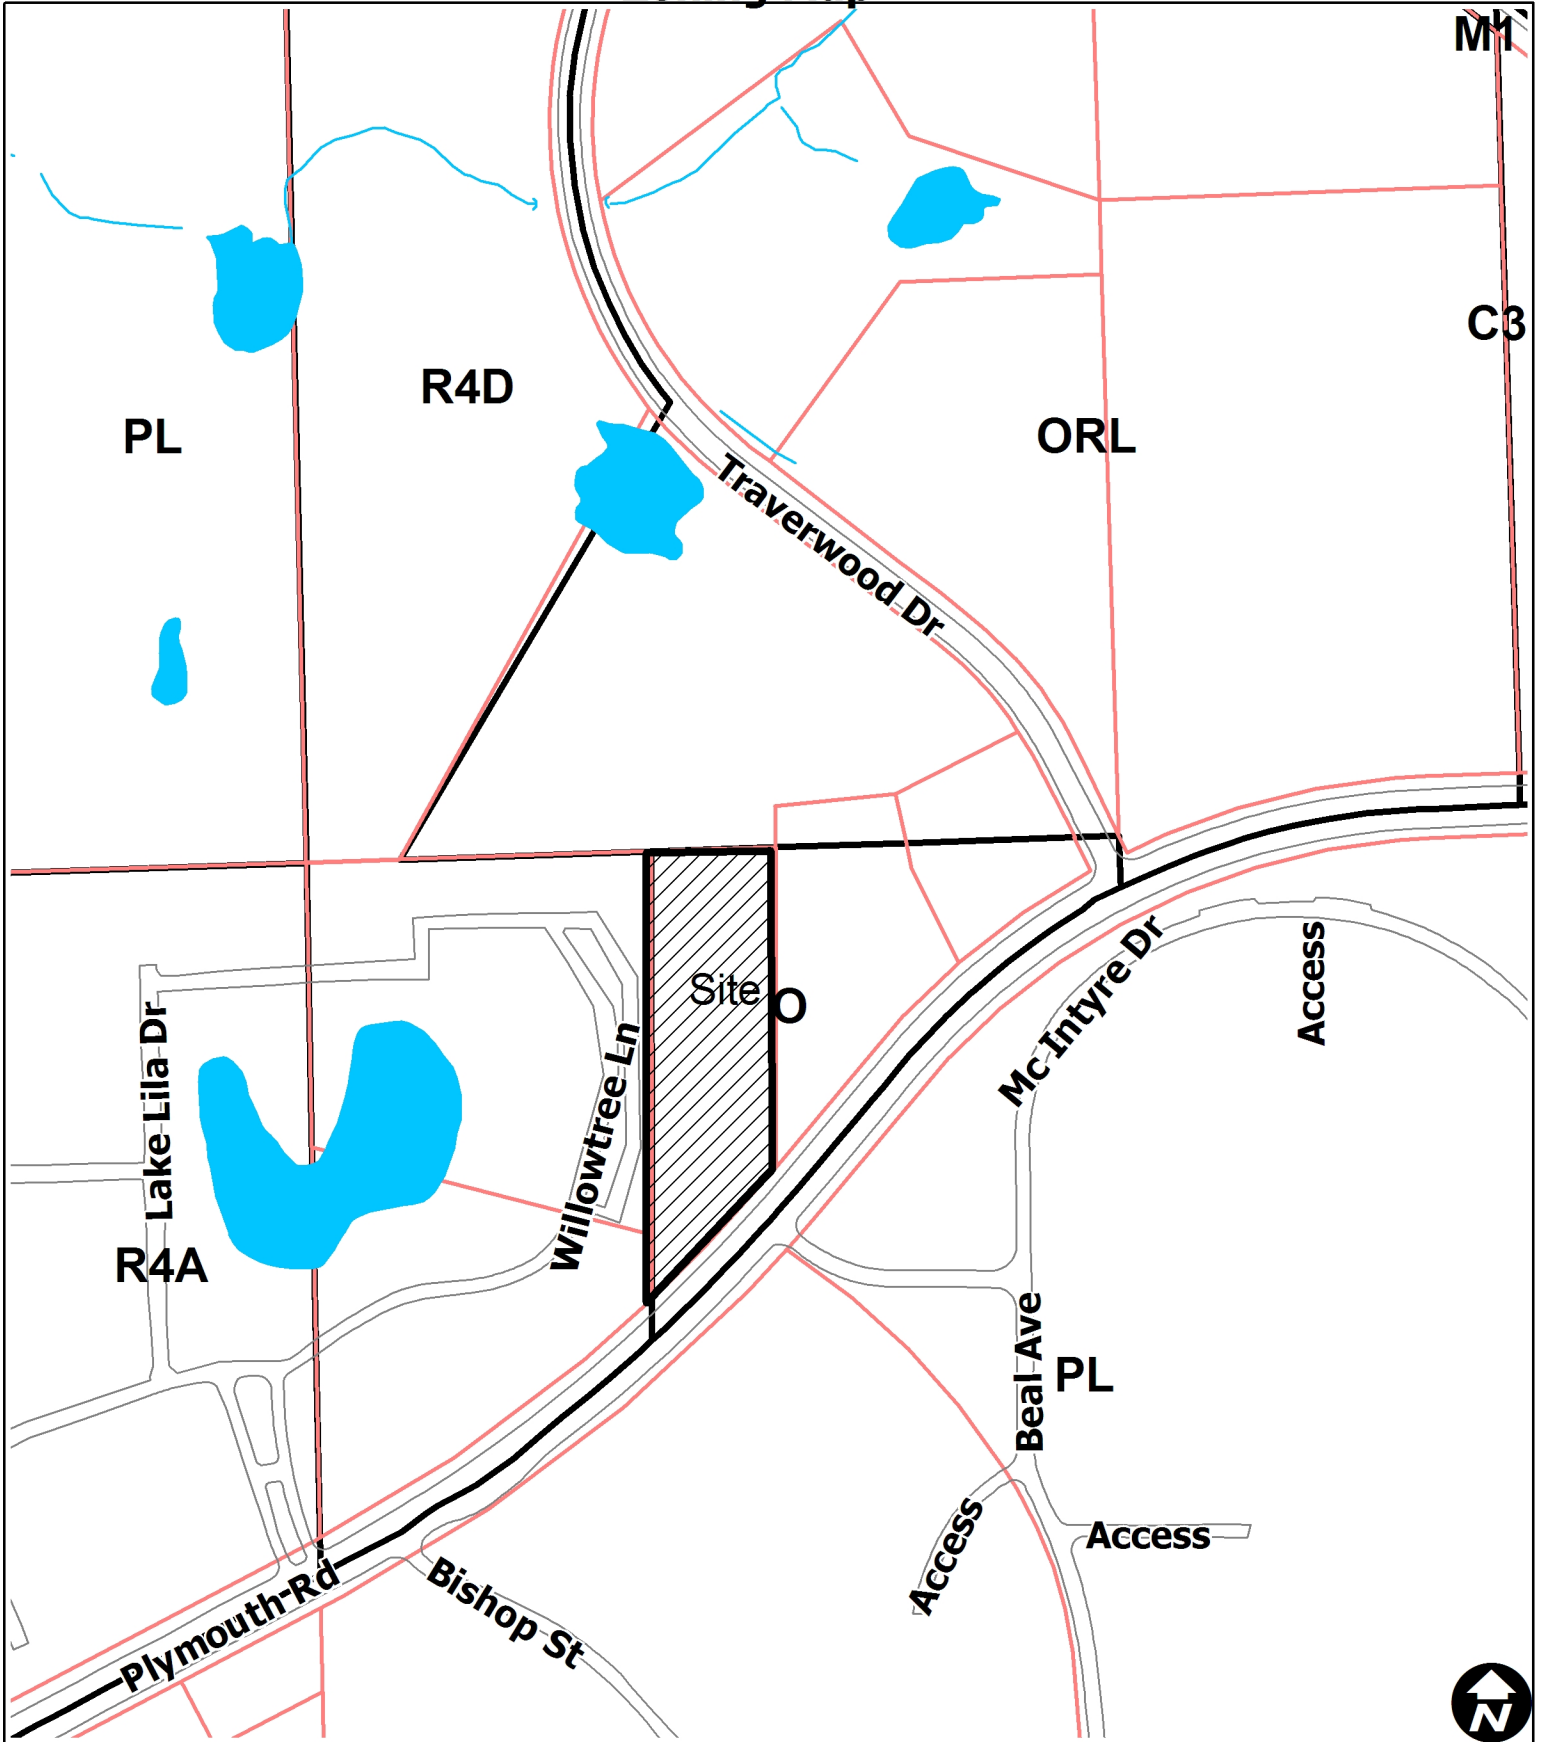 M1
C3
R4D
PL
ORL
Traverwood Dr
Site
O
Mc Intyre Dr
Access
Lake Lila Dr
Willowtree Ln
R4A
Beal Ave
PL
Access
Access
Plymouth Rd
Bishop St
N